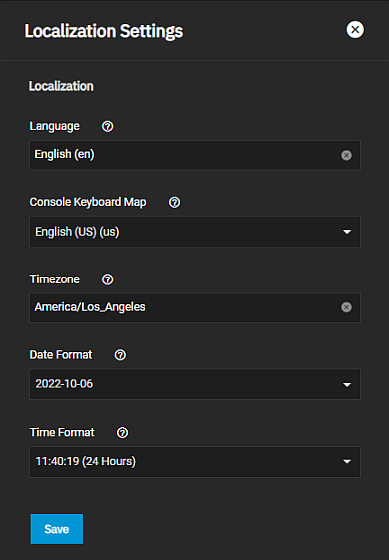 Localization Settings
Localization
Language
English (en)
Console Keyboard Map
English (US) (us)
Timezone
America/Los_Angeles
Date Format
2022-10-06
Time Format
11:40:19 (24 Hours)
Save